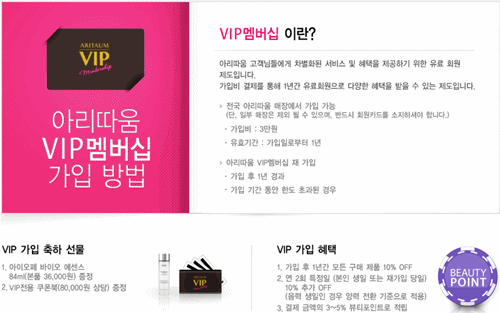 ARITAUM
VIP
Membership
아리따움
VIP멤버십
가입 방법
VIP멤버십 이란?
아리따움 고객님들에게 차별화된 서비스 및 혜택을 제공하기 위한 유료 회원
제도입니다.
가입비 결제를 통해 1년간 유료회원으로 다양한 혜택을 받을 수 있는 제도입니다.
› 전국 아리따움 매장에서 가입 가능
(단, 일부 매장은 제외 될 수 있으며, 반드시 회원카드를 소지하셔야 합니다.)
- 가입비 : 3만원
- 유효기간 : 가입일로부터 1년
› 아리따움 VIP멤버십 재 가입
- 가입 후 1년 경과
- 가입 기간 동안 한도 초과된 경우
VIP 가입 축하 선물
1. 아이오페 바이오 에센스
84ml(본품 36,000원) 증정
2. VIP전용 쿠폰북(80,000원 상당) 증정
VIP
VIP 가입 혜택
1. 가입 후 1년간 모든 구매 제품 10% OFF
2. 연 2회 특정일 (본인 생일 또는 재가입 당일)
10% 추가 OFF
(음력 생일인 경우 양력 전환 기준으로 적용)
3. 결제 금액의 3~5% 뷰티포인트로 적립
BEAUTY
POINT